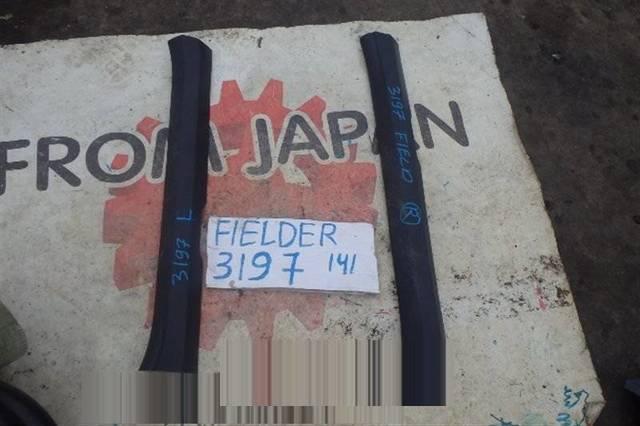 FROM JAPAN
3197 L
3197 FIELD (R)
FIELDER
3197 141